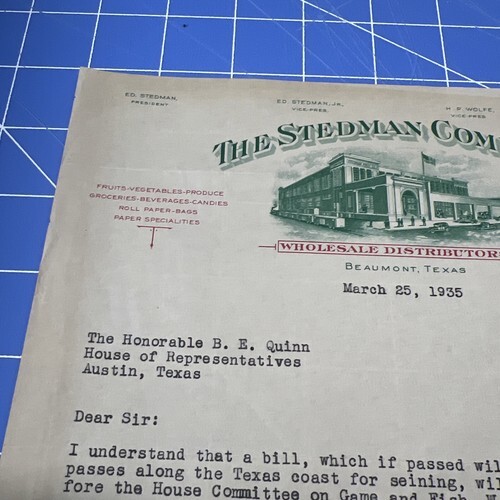 ED. STEDMAN,
PRESIDENT
ED. STEDMAN, JR.,
VICE-PRES.
H. F. WOLFE,
VICE-PRES.
THE STEDMAN COM
FRUITS-VEGETABLES-PRODUCE
GROCERIES-BEVERAGES-CANDIES
ROLL PAPER-BAGS
PAPER SPECIALITIES
WHOLESALE DISTRIBUTORS
BEAUMONT, TEXAS
March 25, 1935
The Honorable B. E. Quinn
House of Representatives
Austin, Texas
Dear Sir:
I understand that a bill, which if passed wil
passes along the Texas coast for seining, wil
fore the House Committee on Game and Fish